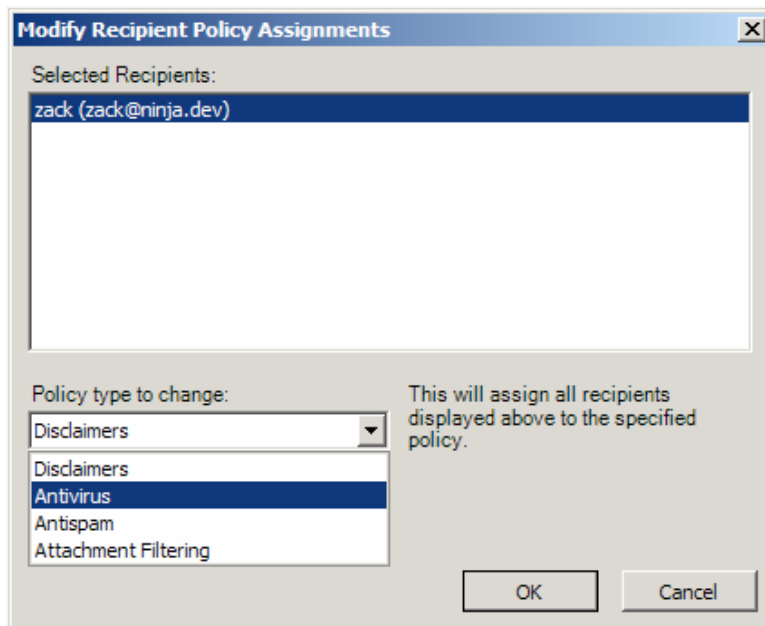 Modify Recipient Policy Assignments
Selected Recipients:
zack (zack@ninja.dev)
Policy type to change:
Disclaimers
Disclaimers
Antivirus
Antispam
Attachment Filtering
This will assign all recipients
displayed above to the specified
policy.
OK
Cancel